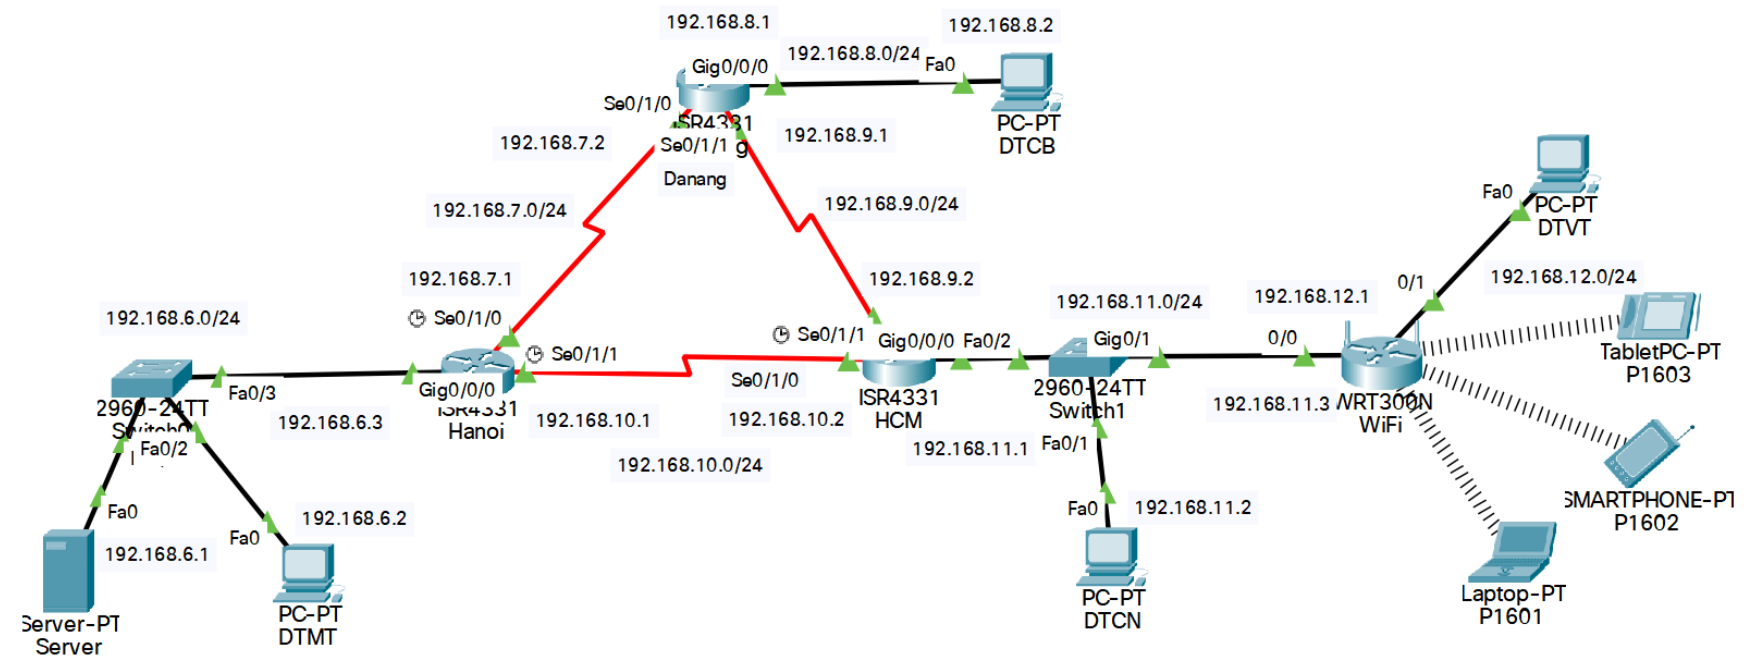 192.168.8.1
192.168.8.2
192.168.8.0/24
Gig0/0/0
Fa0
Se0/1/0
ISR4331
192.168.7.2
Se0/1/1
g
192.168.9.1
PC-PT
DTCB
Danang
192.168.7.0/24
192.168.9.0/24
Fa0
PC-PT
DTVT
192.168.7.1
192.168.9.2
192.168.12.0/24
0/1
192.168.12.1
192.168.11.0/24
192.168.6.0/24
Se0/1/0
Se0/1/1
Gig0/0/0
Fa0/2
Gig0/1
0/0
Se0/1/1
TabletPC-PT
P1603
Fa0/3
Gig0/0/0
Se0/1/0
ISR4331
HCM
2960-24TT
Switch1
192.168.11.3
WRT300N
WiFi
2960-24TT
Switch0
192.168.6.3
ISR4331
Hanoi
192.168.10.1
192.168.10.2
192.168.11.1
Fa0/1
Fa0/2
192.168.10.0/24
SMARTPHONE-PT
P1602
Fa0
192.168.6.2
Fa0
192.168.11.2
Fa0
192.168.6.1
Server-PT
Server
PC-PT
DTMT
PC-PT
DTCN
Laptop-PT
P1601